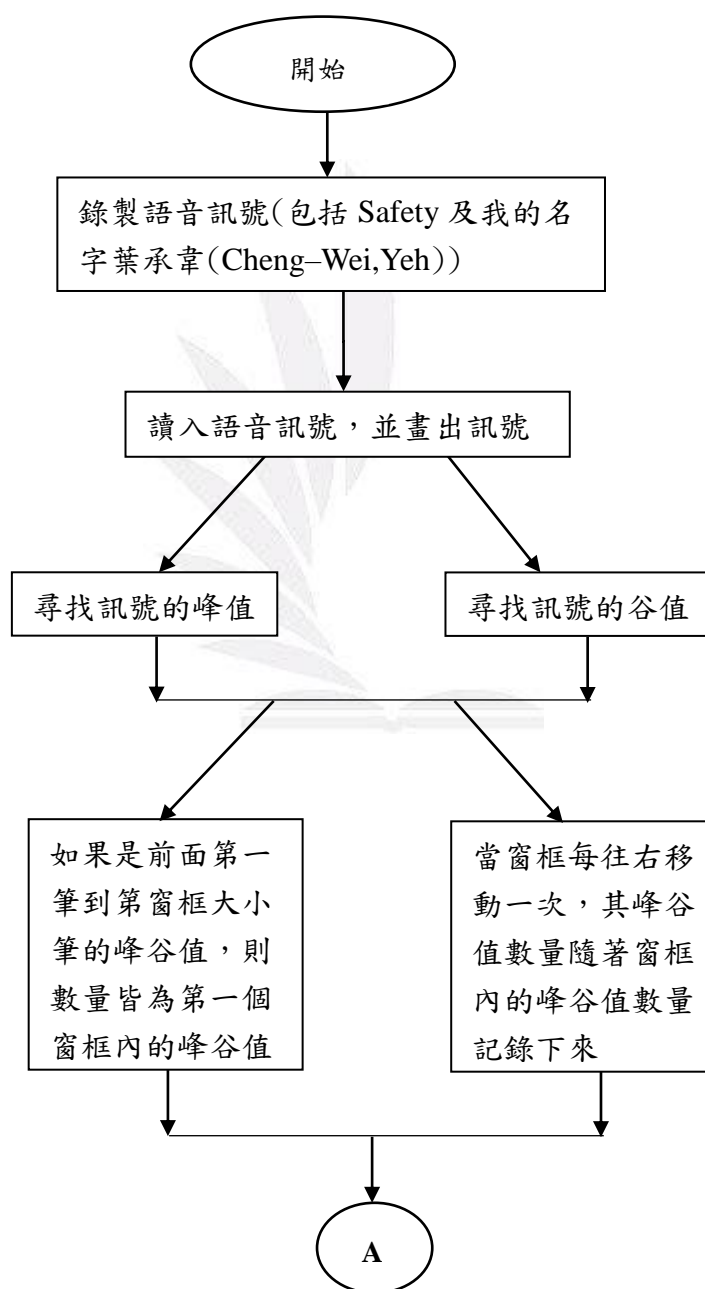 開始
錄製語音訊號(包括 Safety 及我的名
字葉承韋(Cheng–Wei,Yeh))
讀入語音訊號，並畫出訊號
尋找訊號的峰值
尋找訊號的谷值
如果是前面第一
筆到第窗框大小
筆的峰谷值，則
數量皆為第一個
窗框內的峰谷值
當窗框每往右移
動一次，其峰谷
值數量隨著窗框
內的峰谷值數量
記錄下來
A